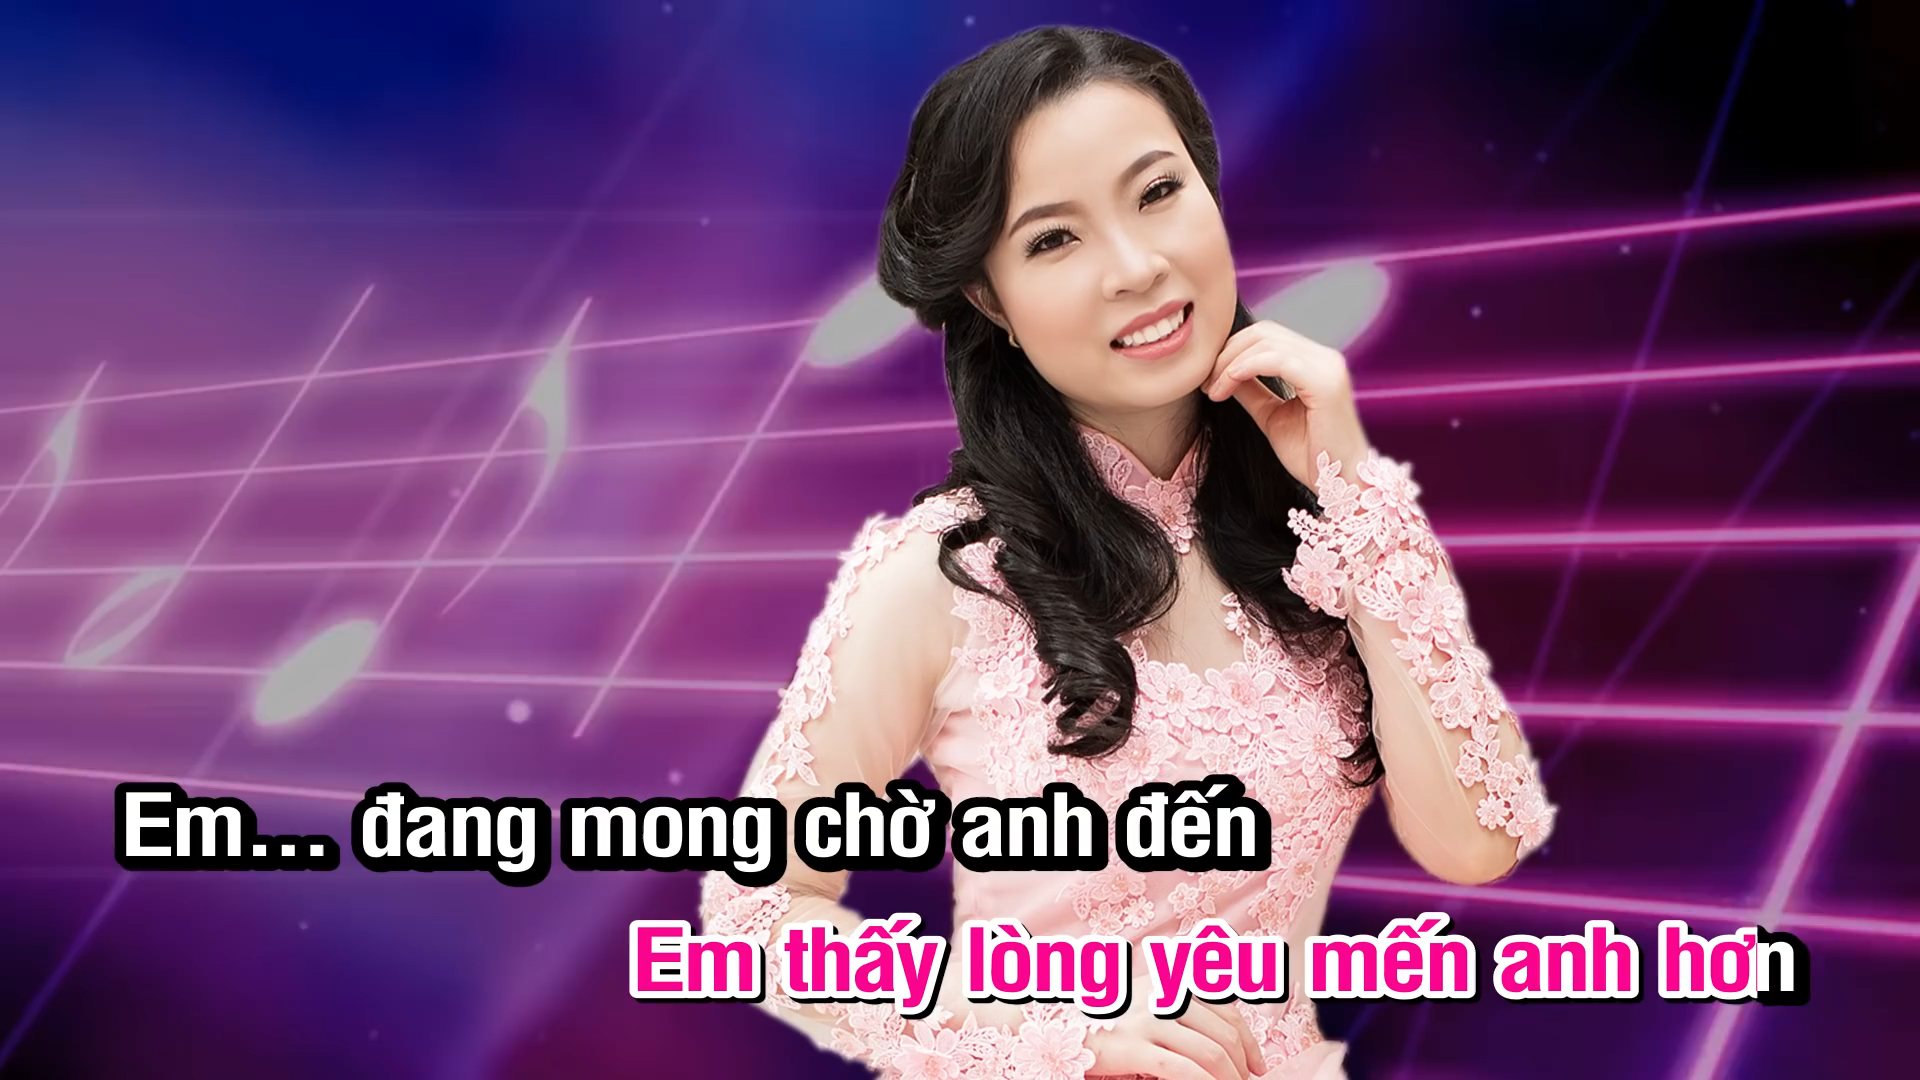 Em... đang mong chờ anh đến
Em thấy lòng yêu mến anh hơn